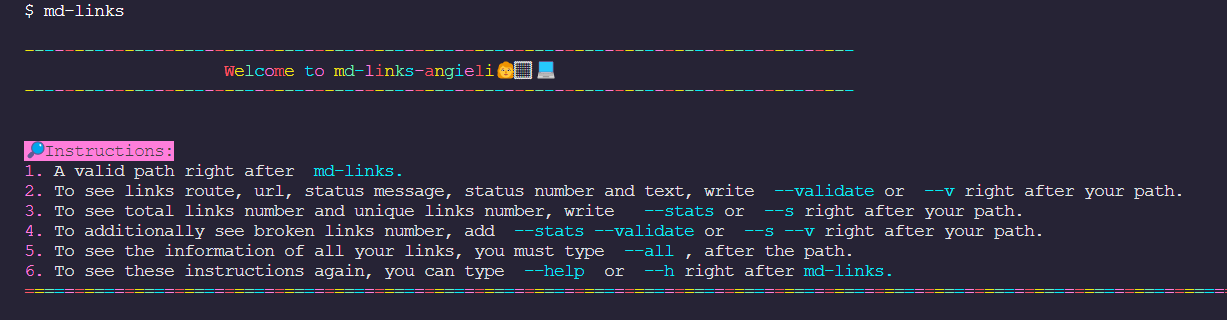 $ md-links
-----------------------------------------------------------------------------------
Welcome to md-links-angieli
-----------------------------------------------------------------------------------
🔎Instructions:
1. A valid path right after  md-links.
2. To see links route, url, status message, status number and text, write  --validate or  --v right after your path.
3. To see total links number and unique links number, write   --stats or  --s right after your path.
4. To additionally see broken links number, add  --stats --validate or  --s --v right after your path.
5. To see the information of all your links, you must type  --all , after the path.
6. To see these instructions again, you can type  --help  or  --h right after md-links.